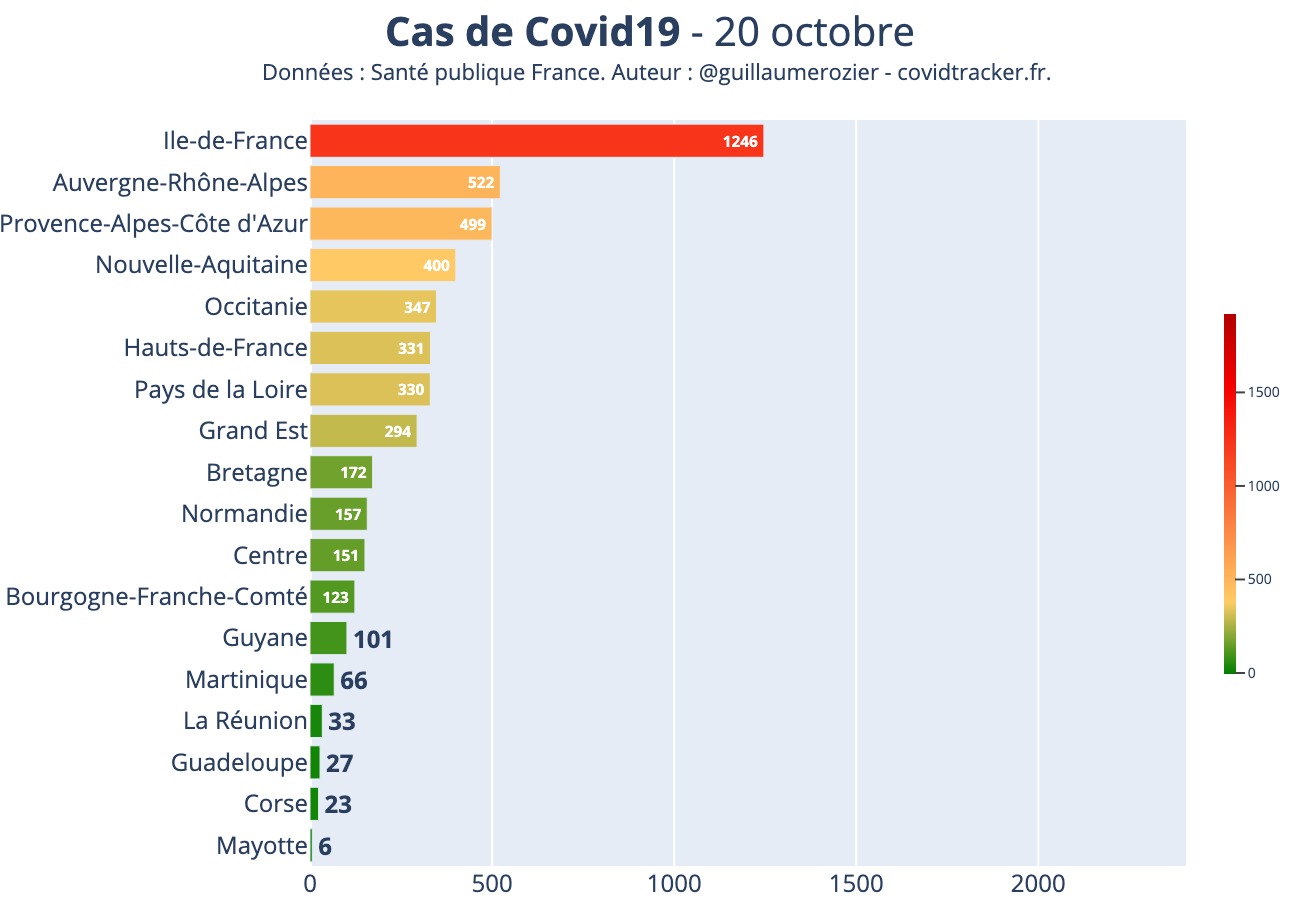 Cas de Covid19 - 20 octobre
Données : Santé publique France. Auteur : @guillaumerozier - covidtracker.fr.
Ile-de-France 1246
Auvergne-Rhône-Alpes 522
Provence-Alpes-Côte d'Azur 499
Nouvelle-Aquitaine 400
Occitanie 347
Hauts-de-France 331
Pays de la Loire 330
Grand Est 294
Bretagne 172
Normandie 157
Centre 151
Bourgogne-Franche-Comté 123
Guyane 101
Martinique 66
La Réunion 33
Guadeloupe 27
Corse 23
Mayotte 6
0 500 1000 1500 2000
1500
1000
500
0